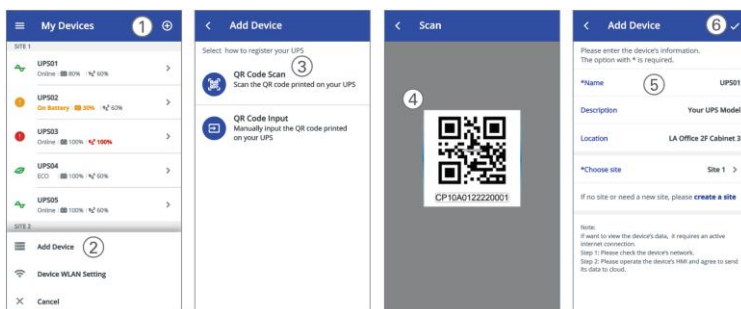 My Devices
1
SITE 1
UPS01
Online 80% 60%
UPS02
On Battery 30% 60%
UPS03
Online 100% 100%
UPS04
ECO 100% 50%
UPS05
Online 100% 60%
SITE 2
Add Device 2
Device WLAN Setting
Cancel
Add Device
Select how to register your UPS
3
QR Code Scan
Scan the QR code printed on your UPS
QR Code Input
Manually input the QR code printed
on your UPS
Scan
4
CP10A0122220001
Add Device 6
Please enter the device's information.
The option with * is required.
*Name 5 UPS01
Description Your UPS Model
Location LA Office 2F Cabinet 3
*Choose site Site 1
If no site or need a new site, please create a site
Note:
If want to view the device's data, it requires an active
internet connection.
Step 1: Please check the device's network.
Step 2: Please operate the device's HMI and agree to send
its data to cloud.